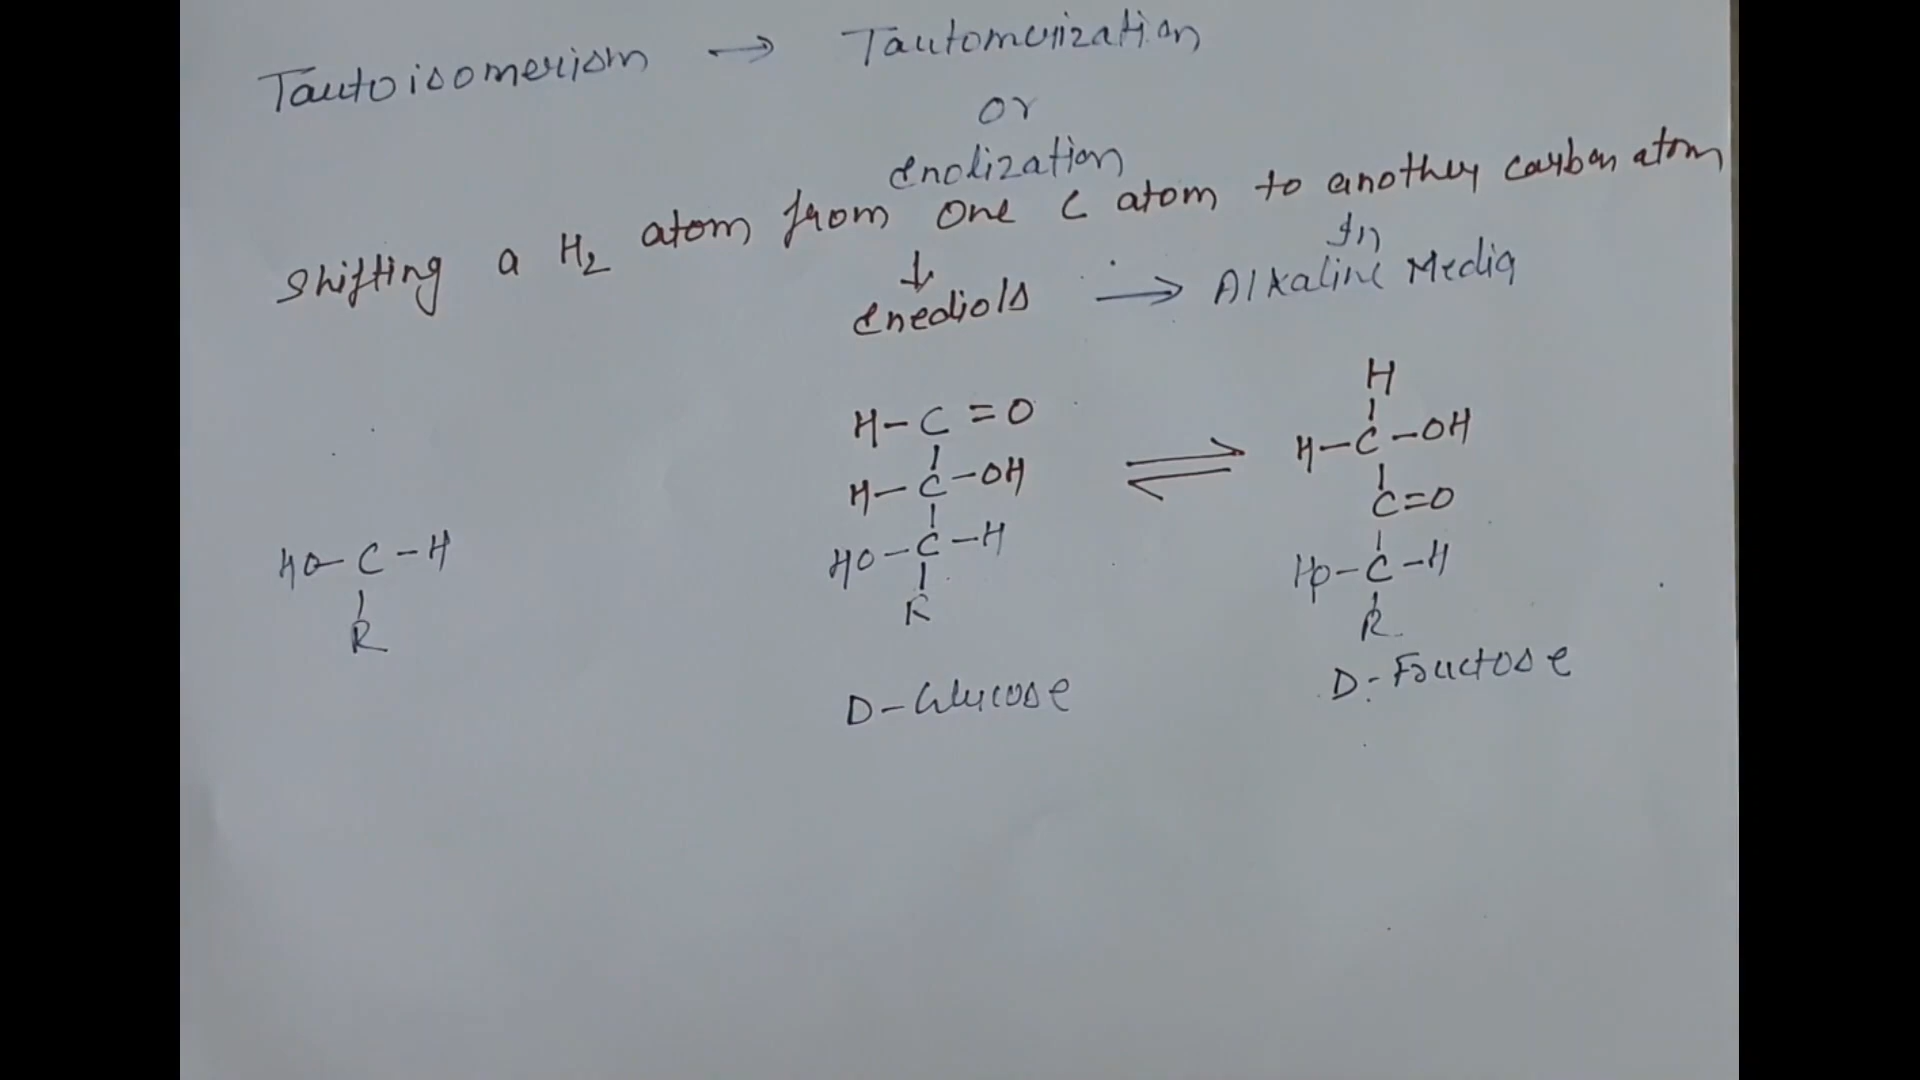 Tautoisomerism → Tautomerization
or
enolization
Shifting a H2 atom from one C atom to another carbon atom
In
↓
enediols → Alkaline Media
H
H-C=O H-C-OH
H-C-OH ⇌ C=O
HO-C-H HO-C-H HO-C-H
R R R
D-Glucose D-Fructose